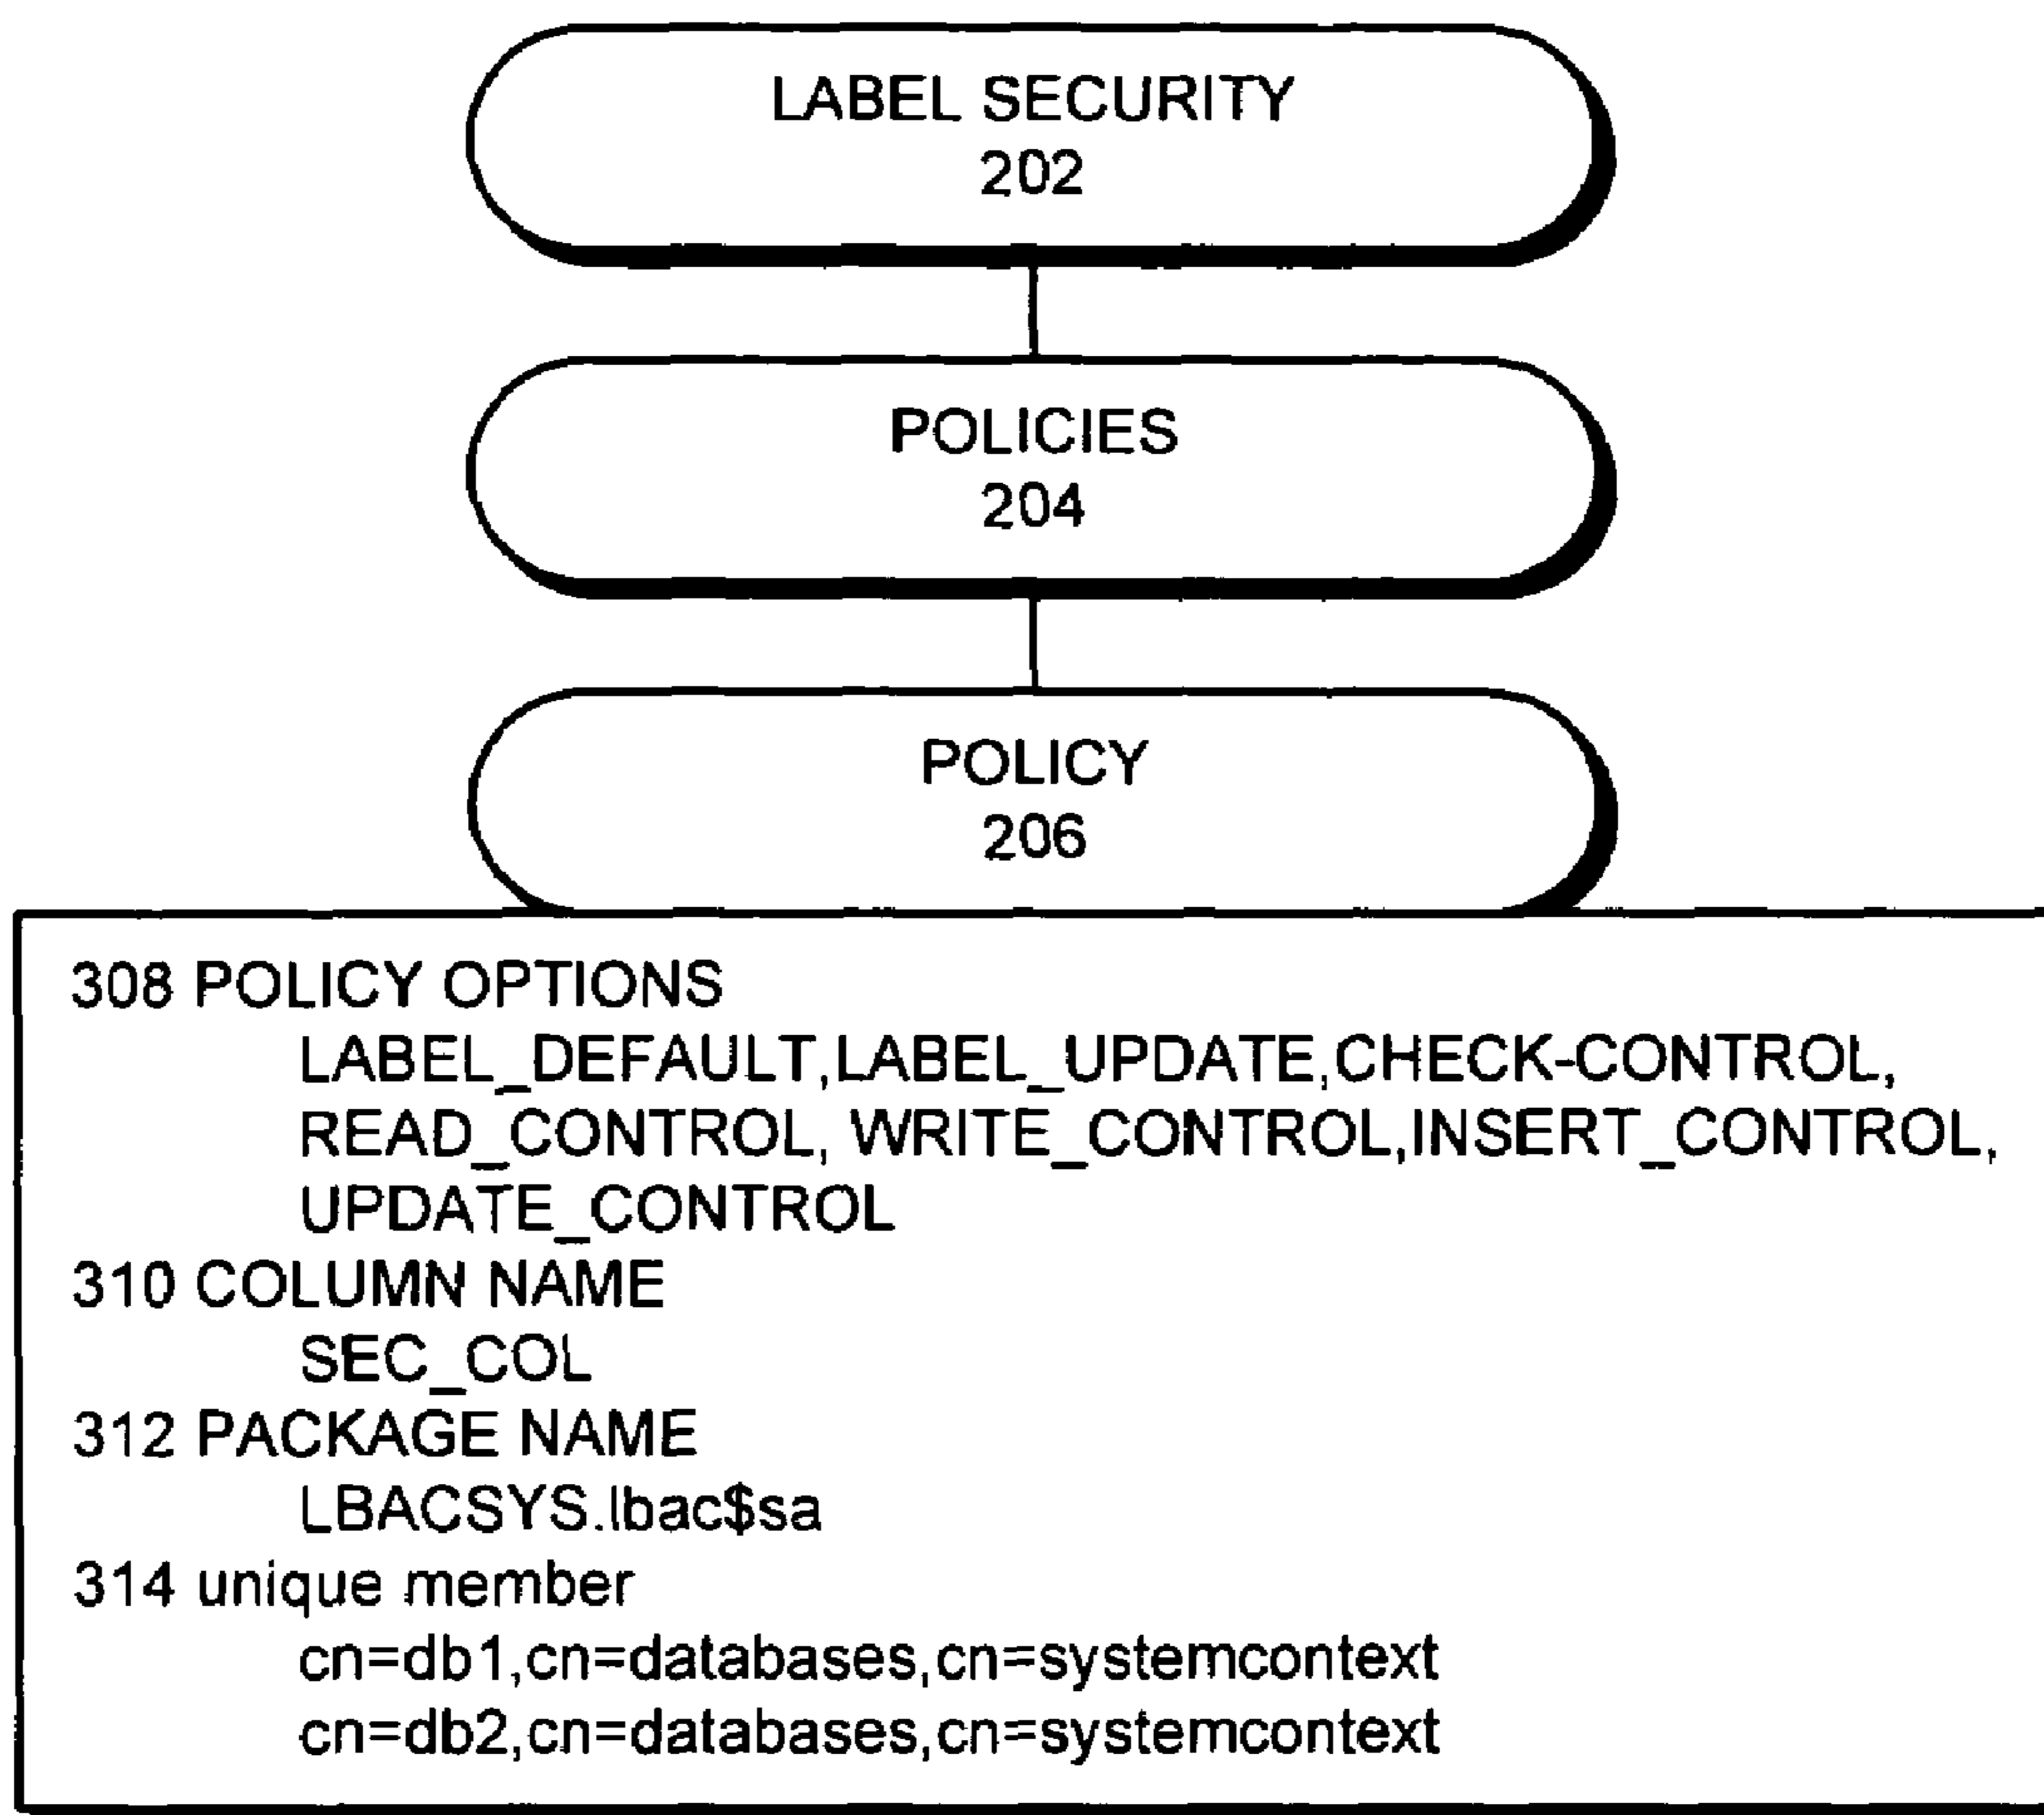 LABEL SECURITY
202
POLICIES
204
POLICY
206
308 POLICY OPTIONS
LABEL_DEFAULT,LABEL_UPDATE,CHECK-CONTROL,
READ_CONTROL, WRITE_CONTROL,INSERT_CONTROL,
UPDATE_CONTROL
310 COLUMN NAME
SEC_COL
312 PACKAGE NAME
LBACSYS.lbac$sa
314 unique member
cn=db1,cn=databases,cn=systemcontext
cn=db2,cn=databases,cn=systemcontext